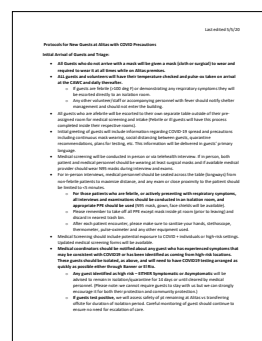 Last edited 5/5/20
Protocols for New Guests at Alitas with COVID Precautions
Initial Arrival of Guests and Triage:
• All Guests who do not arrive with a mask will be given a mask (cloth or surgical) to wear and
required to wear it at all times while on Alitas premises.
• ALL guests and volunteers will have their temperature checked and pulse ox taken on arrival
at the CAWC and daily thereafter.
o If guests are febrile (>100 deg F) or demonstrating any respiratory symptoms they will
be escorted directly to an isolation room.
o Any other volunteer/staff or accompanying personnel with fever should notify shelter
management and should not enter the building.
• All guests who are afebrile will be escorted to their own separate table outside of their pre-
assigned room for medical screening and intake (febrile or ill guests will have this process
completed inside their respective rooms).
• Initial greeting of guests will include information regarding COVID-19 spread and precautions
including continuous mask wearing, social distancing between guests, quarantine
recommendations, plans for testing, etc. This information will be delivered in guests' primary
language.
• Medical screening will be conducted in person or via telehealth interview. If in person, both
patient and medical personnel should be wearing at least surgical masks and if available medical
provider should wear N95 masks during interview and exams.
• For in-person interviews, medical personnel should be seated across the table (kingsway) from
non-febrile patients to maximize distance, and any exam or close proximity to the patient should
be limited to <5 minutes.
o For those patients who are febrile, or actively presenting with respiratory symptoms,
all interviews and examinations should be conducted in an isolation room, and
appropriate PPE should be used (N95 mask, gown, face shields will be available).
o Please remember to take off all PPE except mask inside pt room (prior to leaving) and
discard in nearest trash bin.
o After each patient encounter, please make sure to sanitize your hands, stethoscope,
thermometer, pulse-oximeter and any other equipment used.
• Medical Screening should include potential exposure to COVID + individuals or high risk settings.
Updated medical screening forms will be available.
• Medical coordinators should be notified about any guest who has experienced symptoms that
may be consistent with COVID19 or has been identified as coming from high risk locations.
These guests should be isolated, as above, and will need to have COVID19 testing arranged as
quickly as possible either through Banner or El Rio.
o Any guest identified as high risk – EITHER Symptomatic or Asymptomatic will be
advised to remain in isolation/quarantine for 14 days or until cleared by medical
personnel. (Please note: we cannot require guests to stay with us but we can strongly
encourage it for both their protection and community protection.)
o If guests test positive, we will assess safety of pt remaining at Alitas vs transferring
offsite for duration of isolation period. Careful monitoring of guest should continue to
ensure no need for escalation of care.